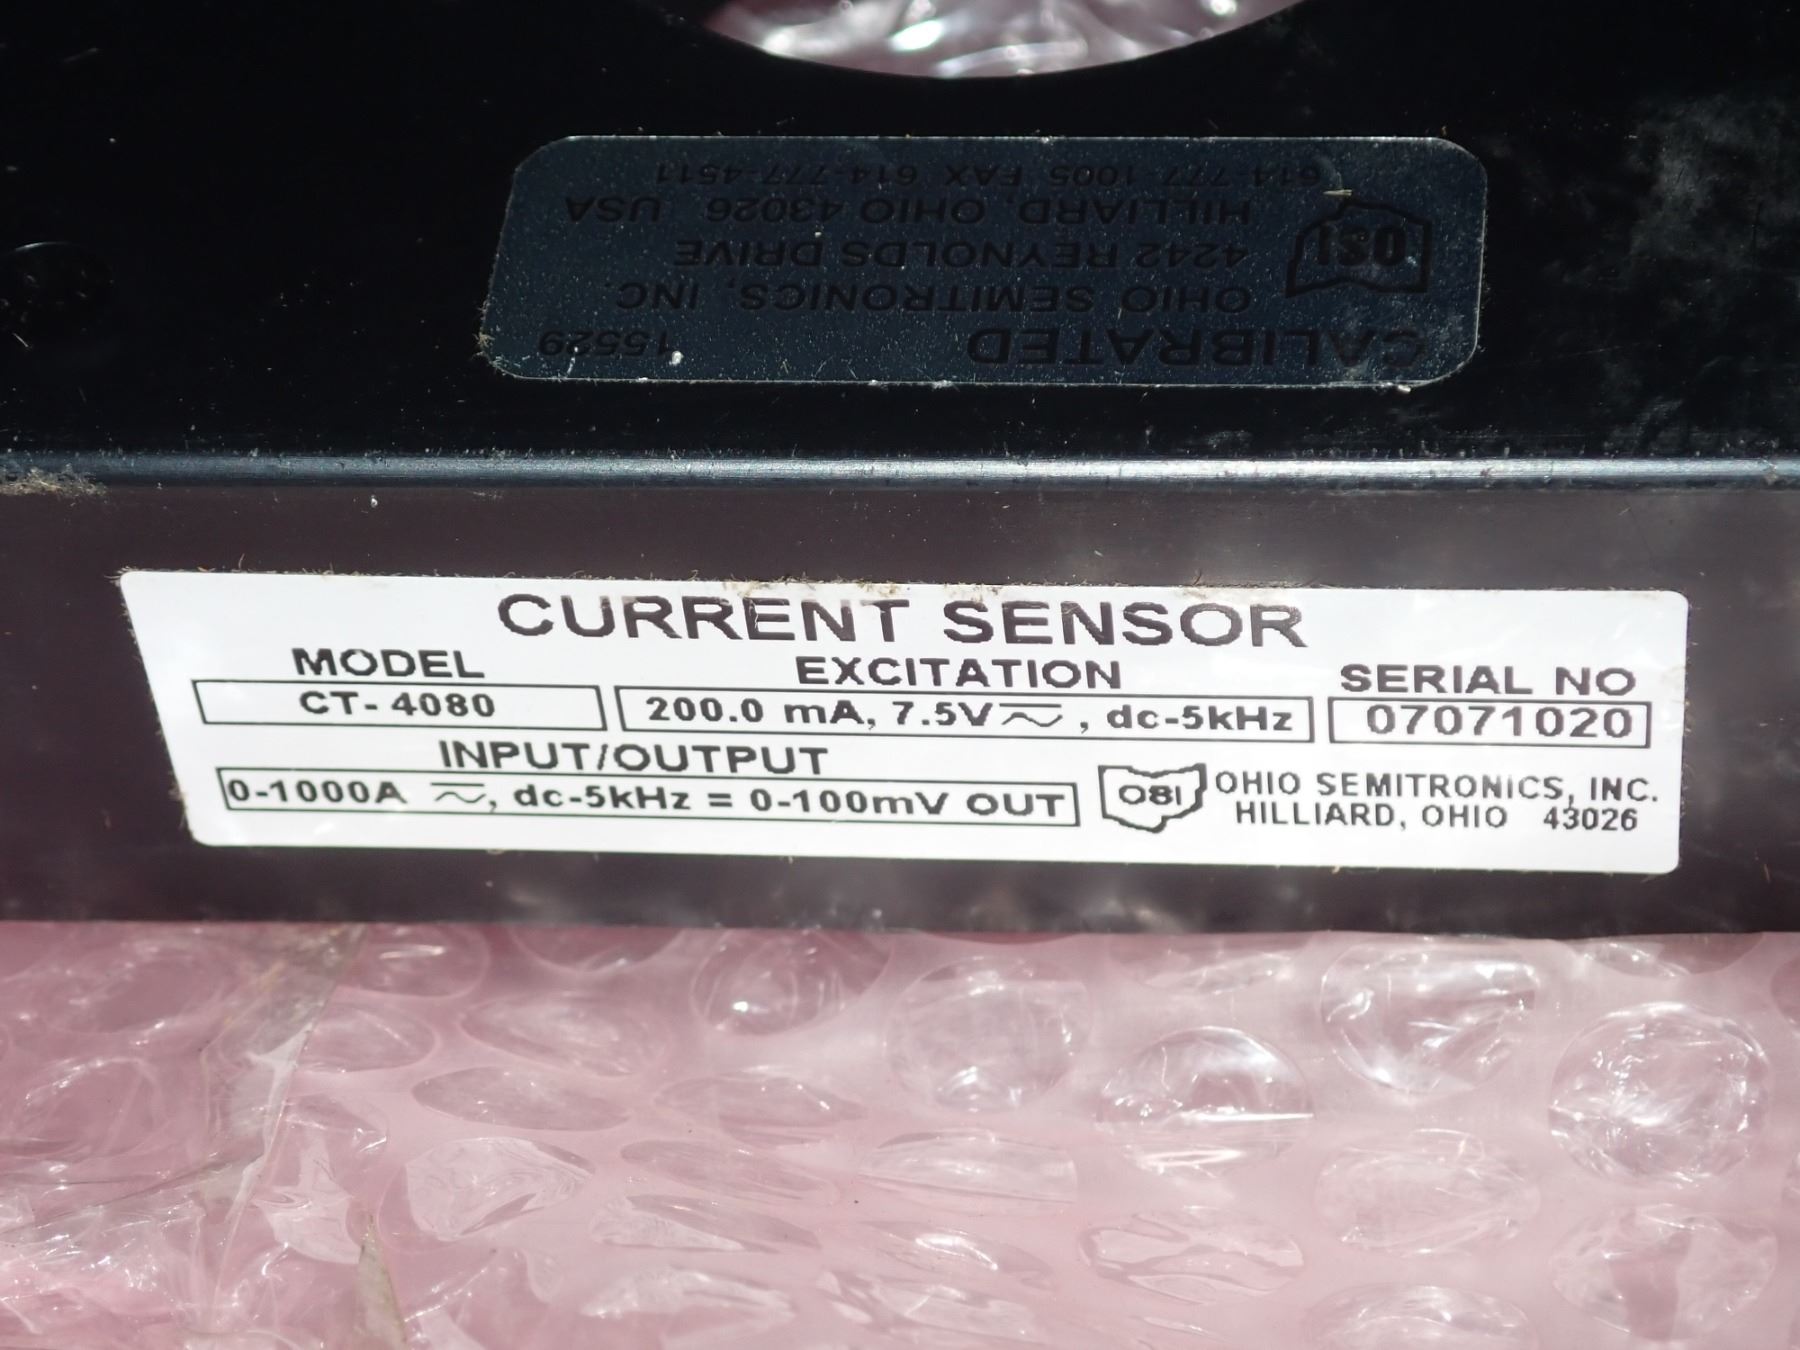 CALIBRATED 15529
OHIO SEMITRONICS, INC.
4242 REYNOLDS DRIVE
HILLIARD, OHIO 43026 USA
614-777-1005 FAX 614-777-4511
OSI
CURRENT SENSOR
MODEL EXCITATION SERIAL NO
CT-4080 200.0 mA, 7.5V⎓∼, dc-5kHz 07071020
INPUT/OUTPUT
0-1000A ⎓∼, dc-5kHz = 0-100mV OUT
OSI OHIO SEMITRONICS, INC.
HILLIARD, OHIO 43026